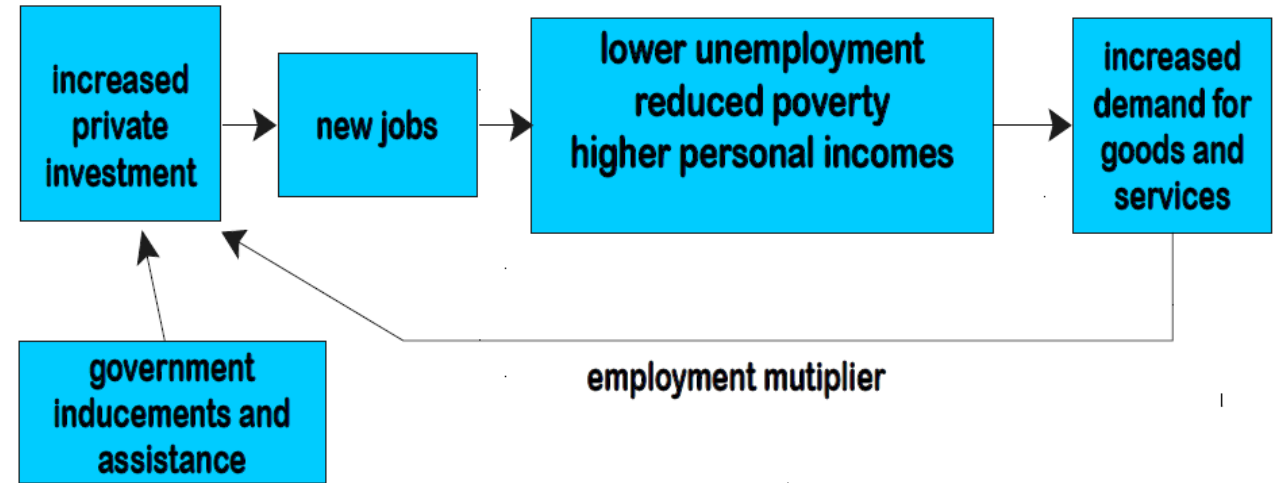 increased
private
investment
new jobs
lower unemployment
reduced poverty
higher personal incomes
increased
demand for
goods and
services
government
inducements and
assistance
employment mutiplier